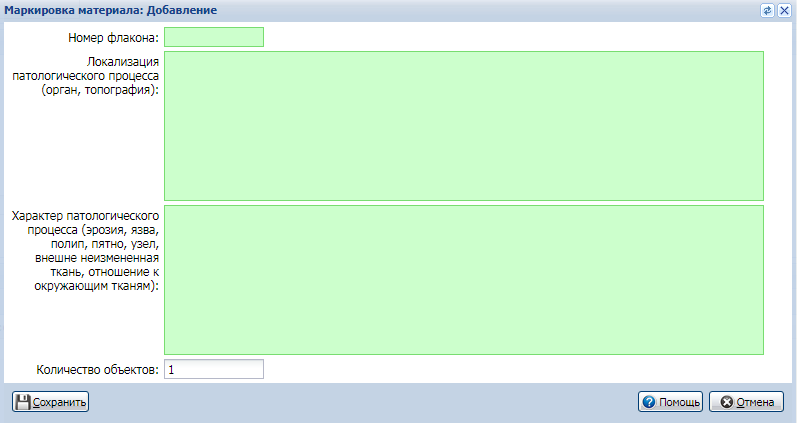 Маркировка материала: Добавление
Номер флакона:
Локализация
патологического процесса
(орган, топография):
Характер патологического
процесса (эрозия, язва,
полип, пятно, узел,
внешне неизмененная
ткань, отношение к
окружающим тканям):
Количество объектов: 1
Сохранить Помощь Отмена